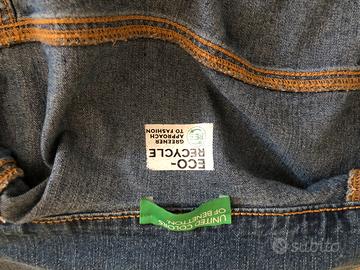 ECO-
RECYCLE
GREENER
APPROACH
TO FASHION
UNITED COLORS
OF BENETTON.
subito